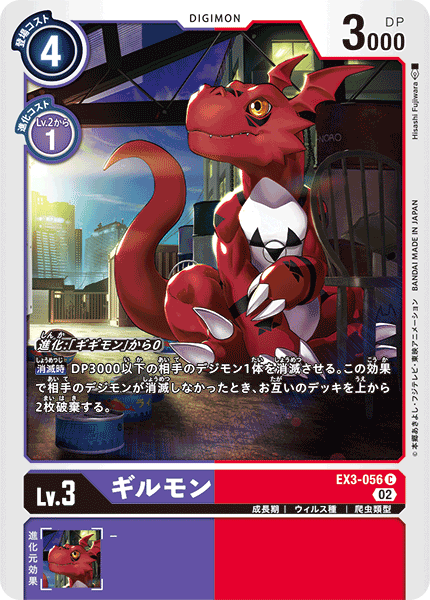 DIGIMON
登場コスト
4
3000
DP
進化コスト
Lv.2から
1
Hisashi Fujiwara
© 本郷あきよし・フジテレビ・東映アニメーション BANDAI MADE IN JAPAN
進化:「ギギモン」から0
消滅時 DP3000以下の相手のデジモン1体を消滅させる。この効果
で相手のデジモンが消滅しなかったとき、お互いのデッキを上から
2枚破棄する。
EX3-056 C
Lv.3
ギルモン
02
成長期 | ウィルス種 | 爬虫類型
進化元効果
–